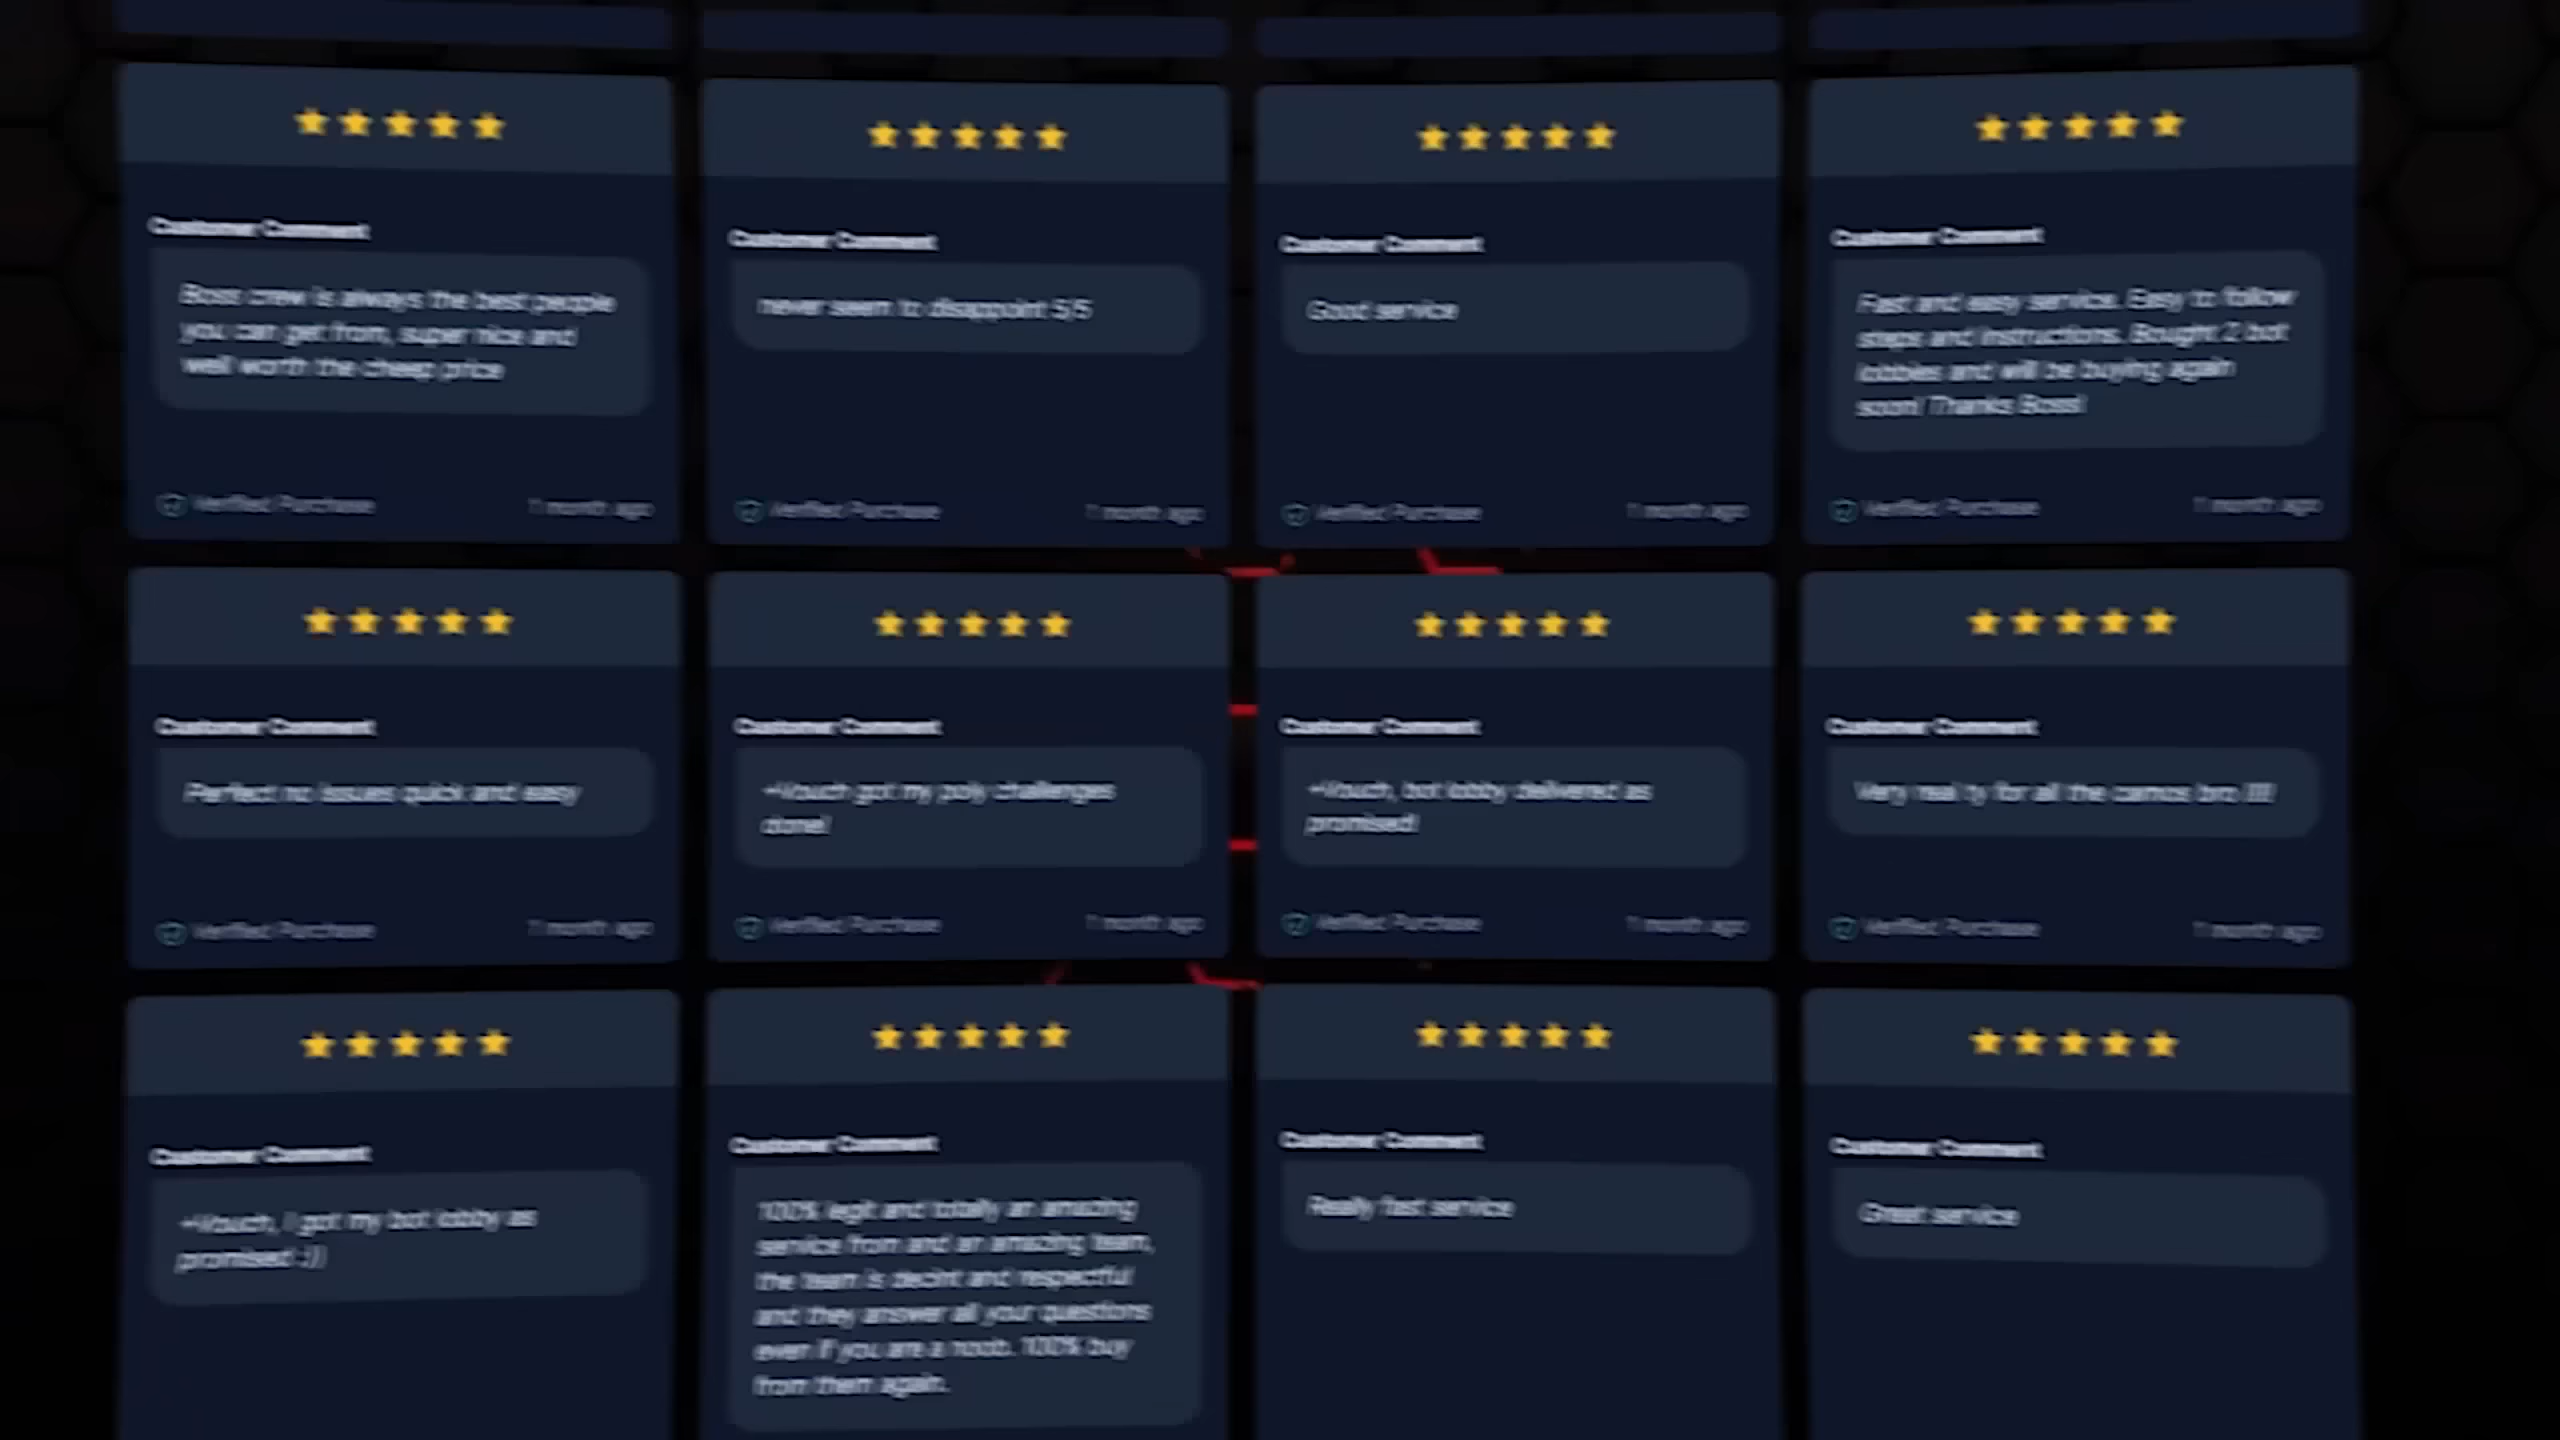 Customer Comment
Boss crew is always the best people
you can get from, super nice and
well worth the cheap price
Verified Purchase
1 month ago
Customer Comment
never seem to disappoint 5/5
Verified Purchase
1 month ago
Customer Comment
Good service
Verified Purchase
1 month ago
Customer Comment
Fast and easy service. Easy to follow
steps and instructions. Bought 2 bot
lobbies and will be buying again
soon! Thanks Boss!
Verified Purchase
1 month ago
Customer Comment
Perfect no issues quick and easy
Verified Purchase
1 month ago
Customer Comment
+Vouch got my poly challenges
done!
Verified Purchase
1 month ago
Customer Comment
+Vouch, bot lobby delivered as
promised!
Verified Purchase
1 month ago
Customer Comment
Very real ty for all the camos bro !!!!
Verified Purchase
1 month ago
Customer Comment
+Vouch, I got my bot lobby as
promised :))
Customer Comment
100% legit and totally an amazing
service from and an amazing team,
the team is decint and respectful
and they answer all your questions
even if you are a noob. 100% buy
from them again.
Customer Comment
Really fast service
Customer Comment
Great service